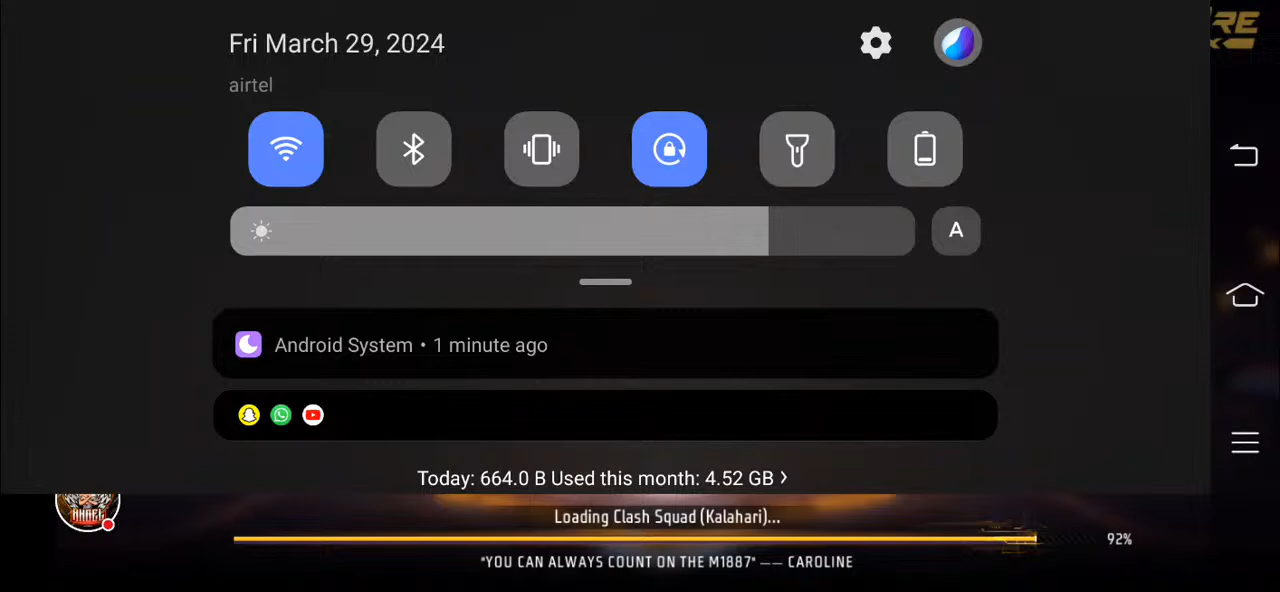 Fri March 29, 2024
airtel
A
Android System • 1 minute ago
Today: 664.0 B Used this month: 4.52 GB ›
Loading Clash Squad (Kalahari)...
92%
"YOU CAN ALWAYS COUNT ON THE M1887" —— CAROLINE